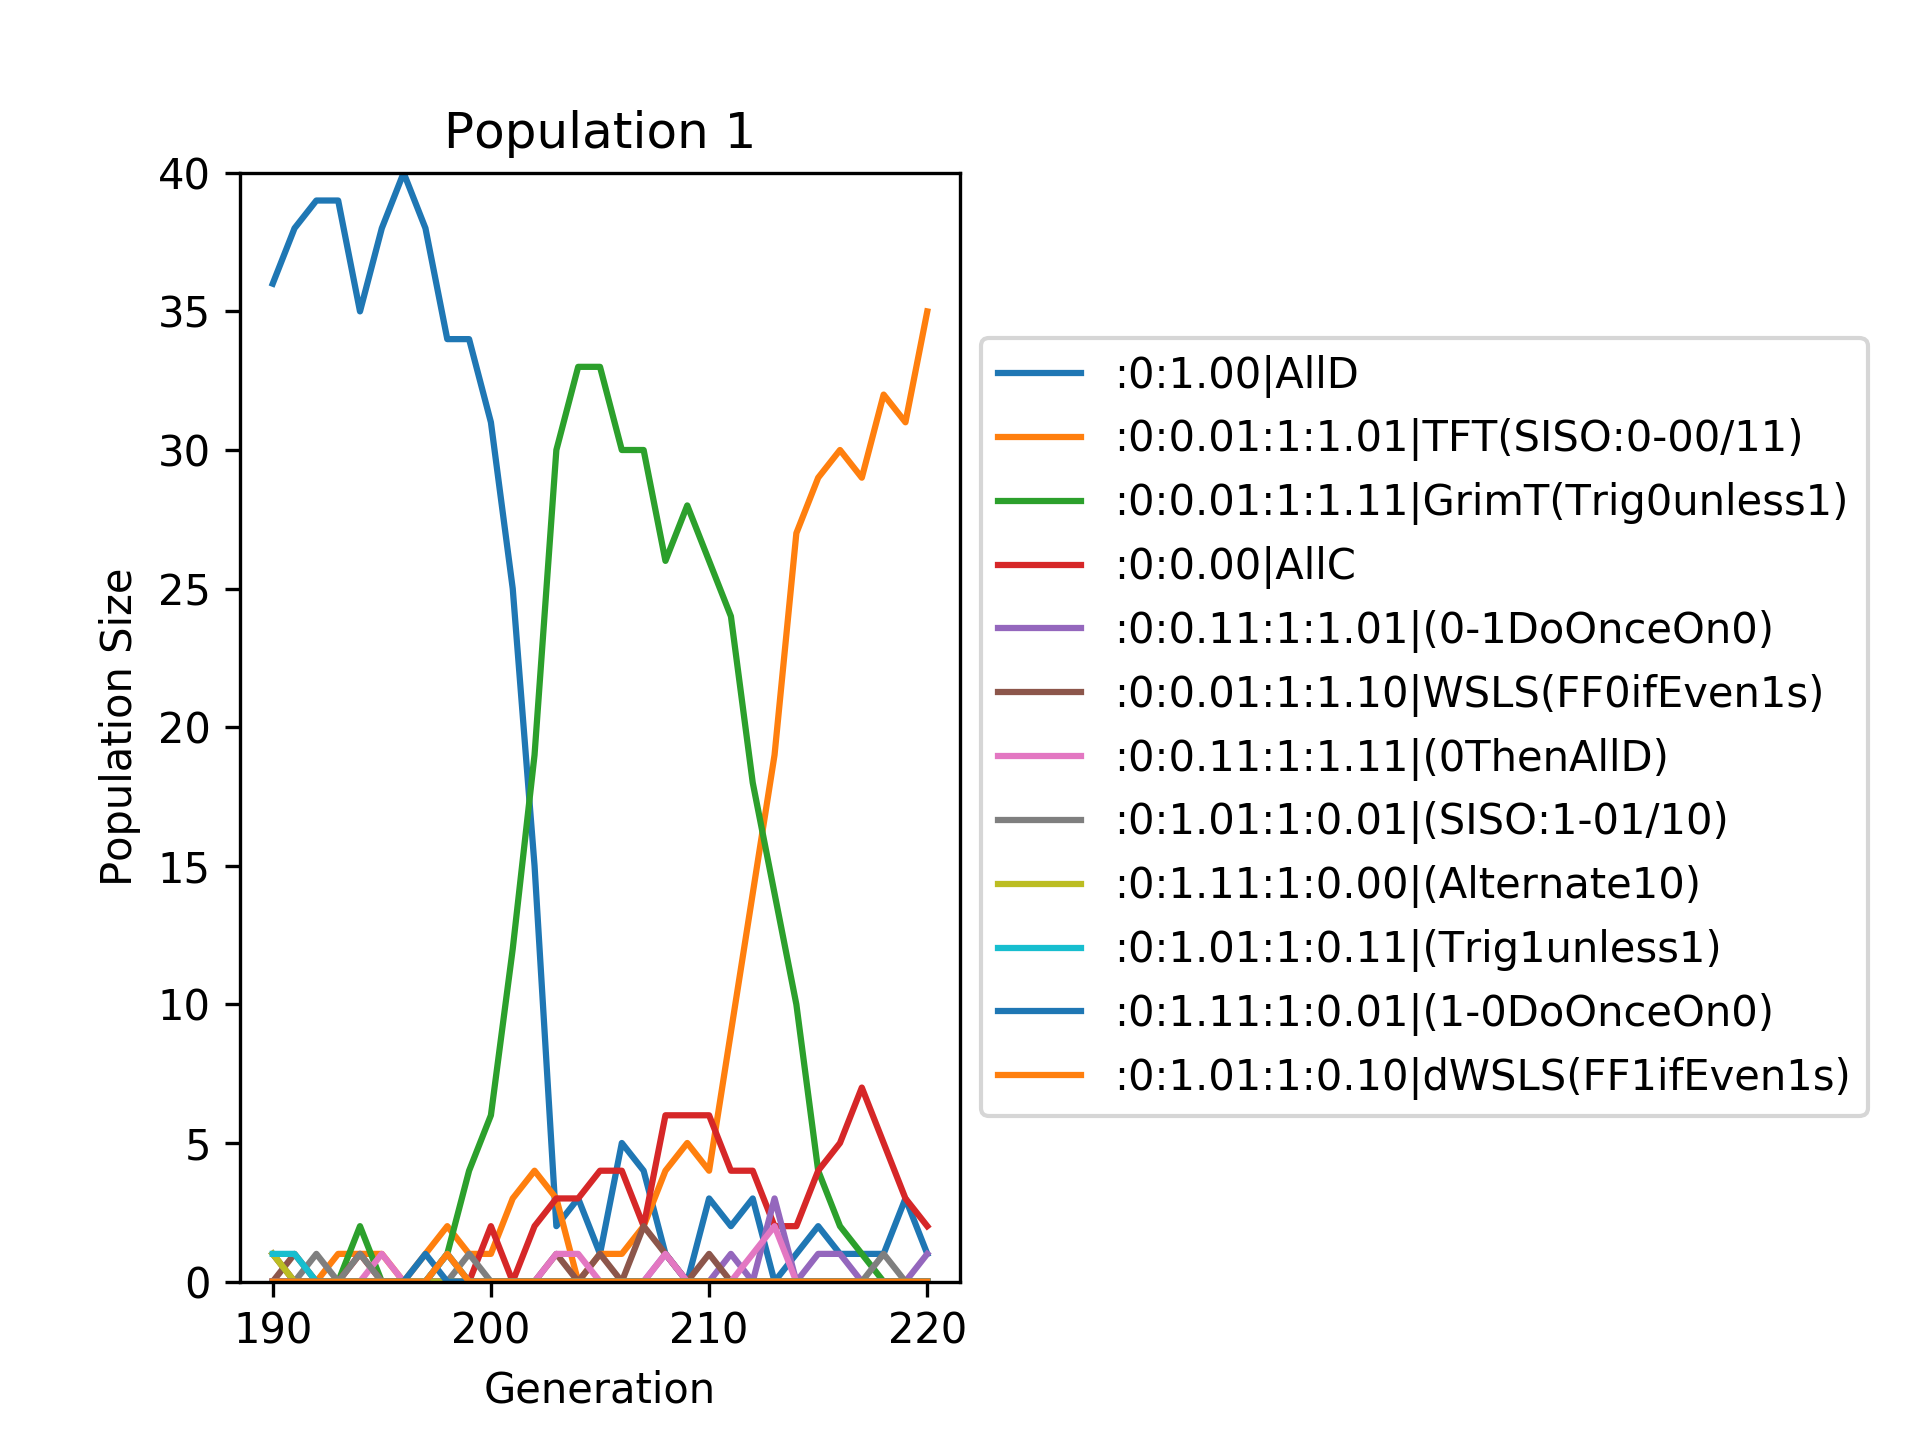 Population 1
40
35
30
25
20
15
10
5
0
Population Size
190 200 210 220
Generation
:0:1.00|AllD
:0:0.01:1:1.01|TFT(SISO:0-00/11)
:0:0.01:1:1.11|GrimT(Trig0unless1)
:0:0.00|AllC
:0:0.11:1:1.01|(0-1DoOnceOn0)
:0:0.01:1:1.10|WSLS(FF0ifEven1s)
:0:0.11:1:1.11|(0ThenAllD)
:0:1.01:1:0.01|(SISO:1-01/10)
:0:1.11:1:0.00|(Alternate10)
:0:1.01:1:0.11|(Trig1unless1)
:0:1.11:1:0.01|(1-0DoOnceOn0)
:0:1.01:1:0.10|dWSLS(FF1ifEven1s)